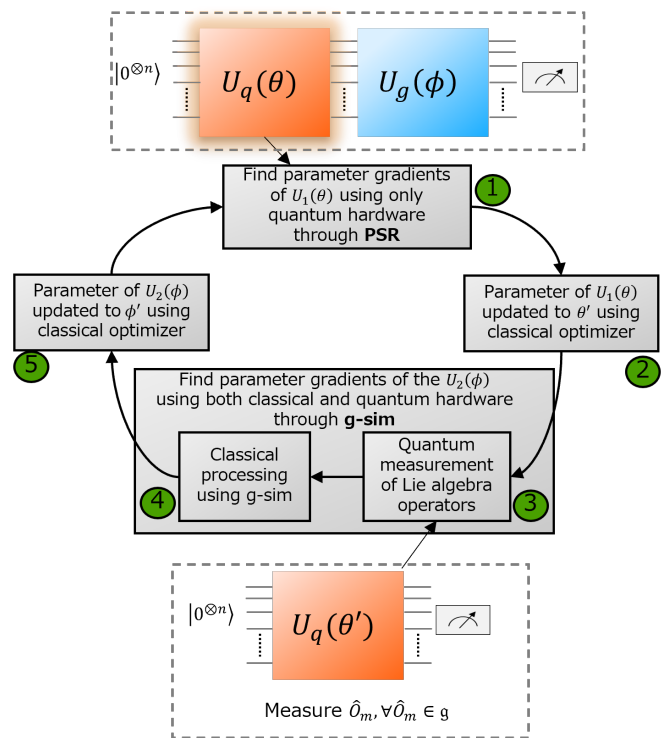 |0^{⊗n}⟩
U_q(θ)
U_g(ϕ)
Find parameter gradients
of U_1(θ) using only
quantum hardware
through PSR
1
Parameter of U_2(ϕ)
updated to ϕ′ using
classical optimizer
5
Parameter of U_1(θ)
updated to θ′ using
classical optimizer
2
Find parameter gradients of the U_2(ϕ)
using both classical and quantum hardware
through g-sim
Classical
processing
using g-sim
4
Quantum
measurement
of Lie algebra
operators
3
|0^{⊗n}⟩
U_q(θ′)
Measure Ô_m, ∀Ô_m ∈ 𝔤